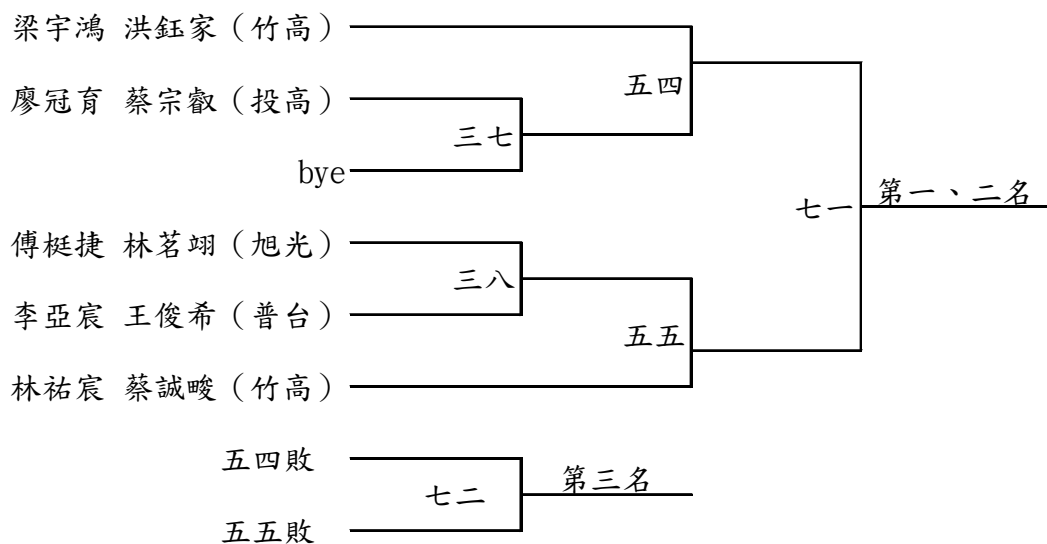 梁宇鴻 洪鈺家（竹高）
五四
廖冠育 蔡宗叡（投高）
三七
bye
七一
第一、二名
傅梃捷 林茗翊（旭光）
三八
李亞宸 王俊希（普台）
五五
林祐宸 蔡誠畯（竹高）
五四敗
七二
第三名
五五敗